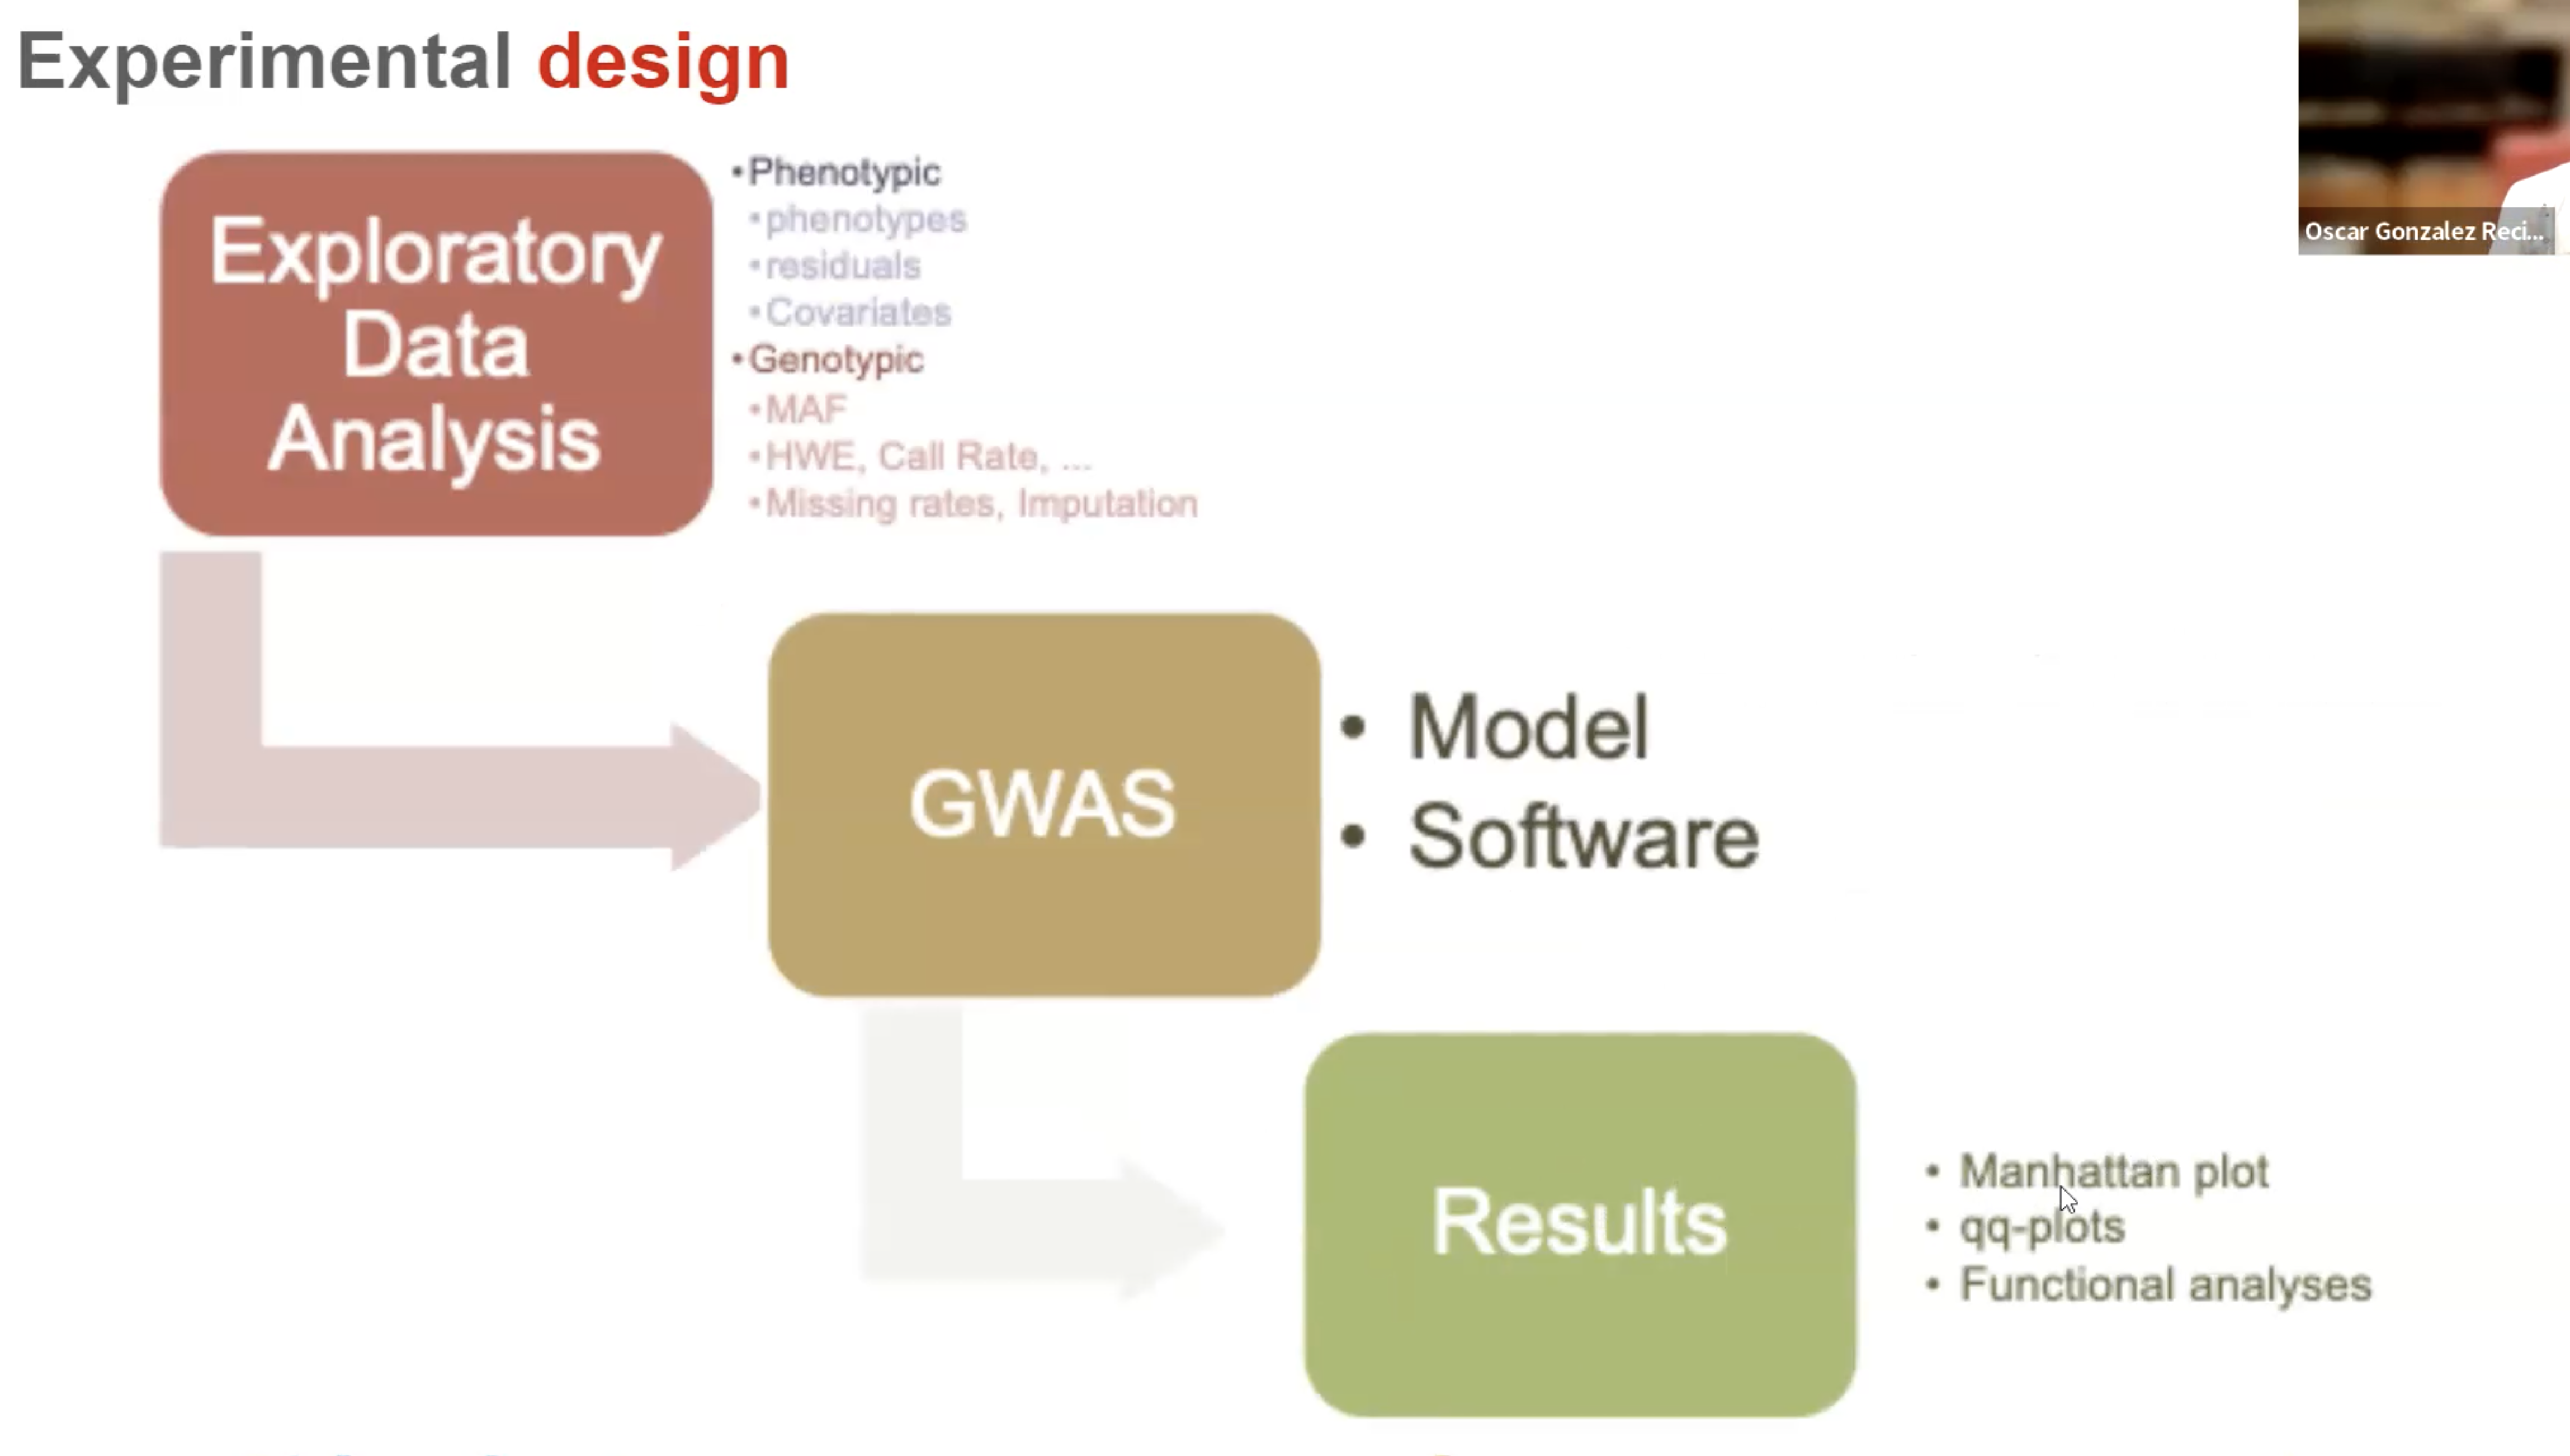 Experimental design
Oscar Gonzalez Reci...
Exploratory
Data
Analysis
•Phenotypic
•phenotypes
•residuals
•Covariates
•Genotypic
•MAF
•HWE, Call Rate, ...
•Missing rates, Imputation
GWAS
• Model
• Software
Results
• Manhattan plot
• qq-plots
• Functional analyses